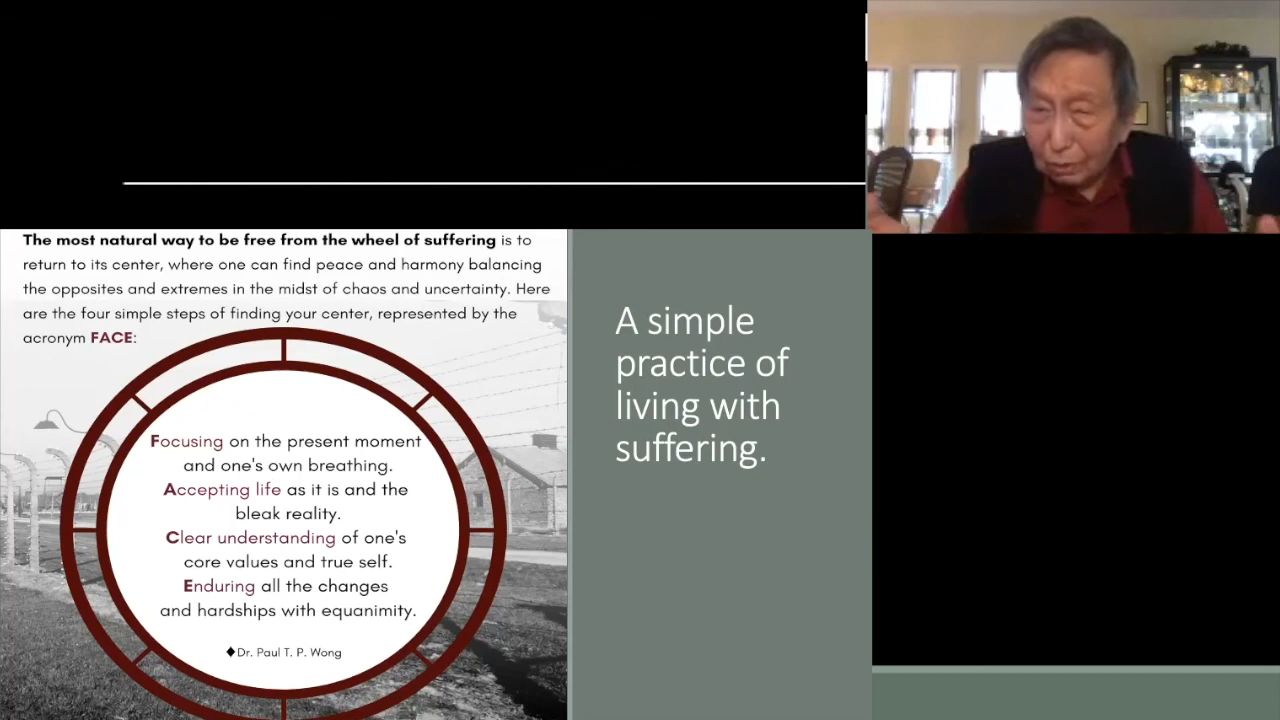 The most natural way to be free from the wheel of suffering is to
return to its center, where one can find peace and harmony balancing
the opposites and extremes in the midst of chaos and uncertainty. Here
are the four simple steps of finding your center, represented by the
acronym FACE:
Focusing on the present moment
and one's own breathing.
Accepting life as it is and the
bleak reality.
Clear understanding of one's
core values and true self.
Enduring all the changes
and hardships with equanimity.
♦Dr. Paul T. P. Wong
A simple
practice of
living with
suffering.